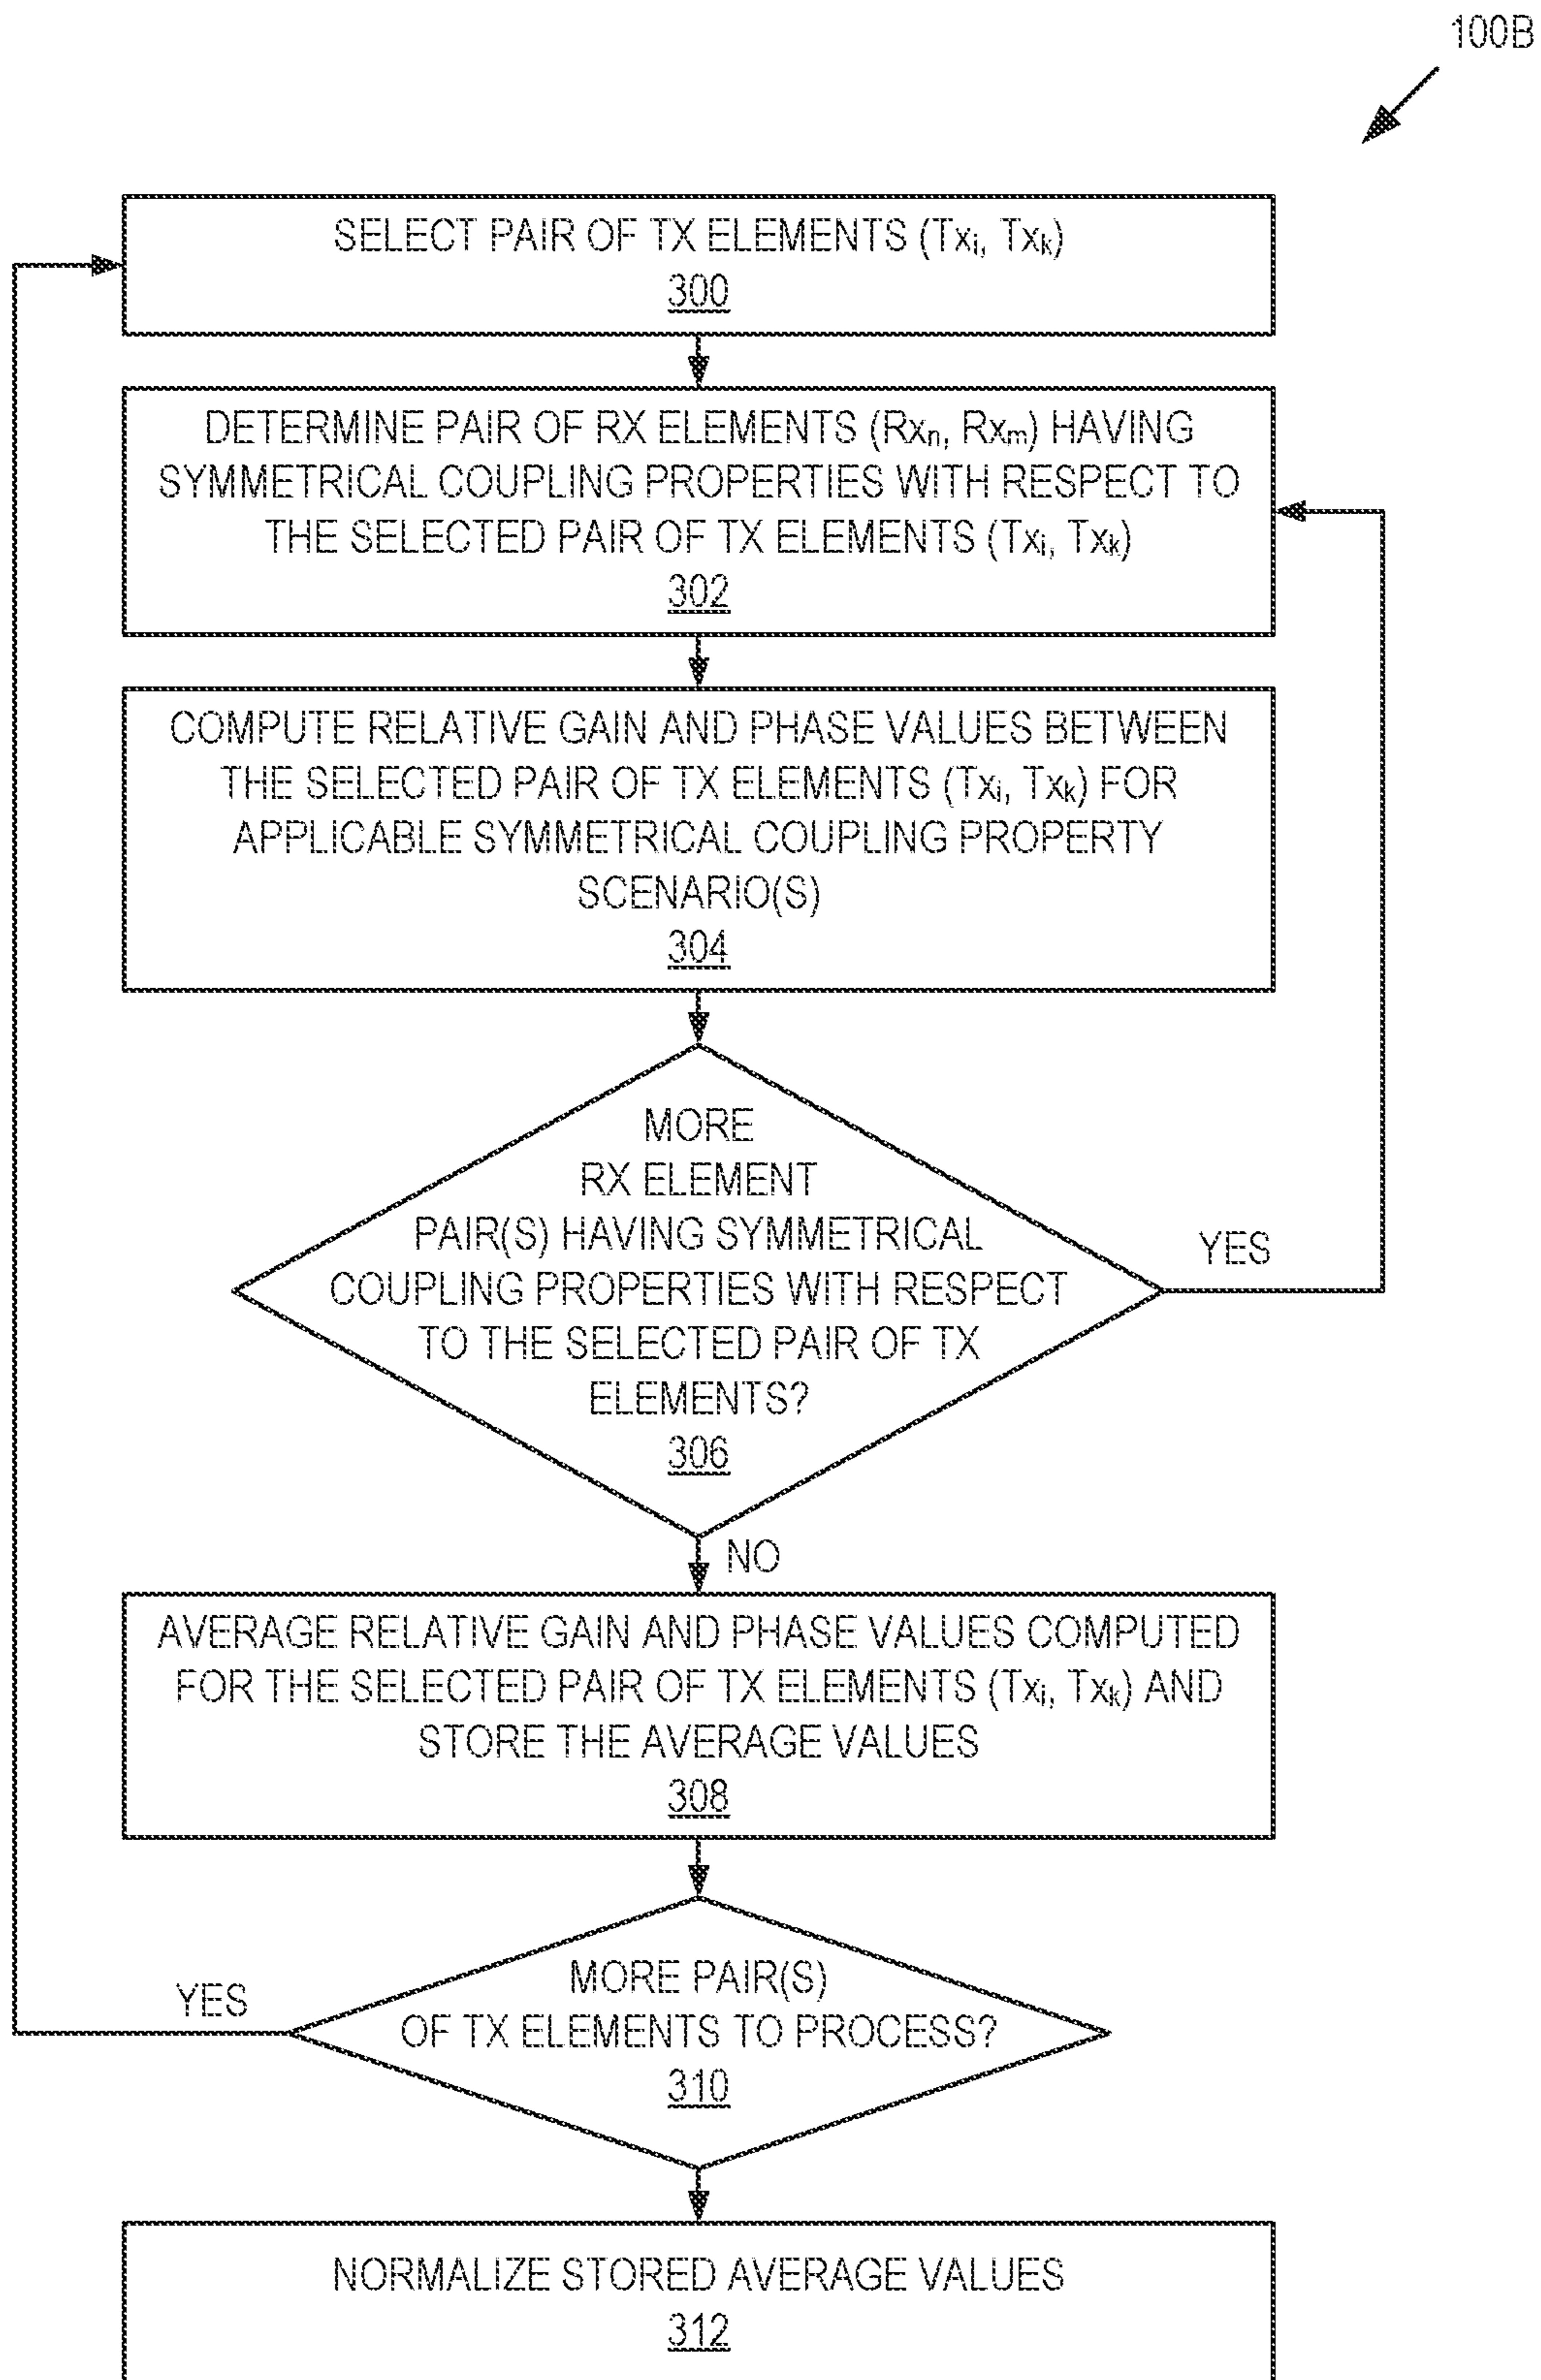 100B
SELECT PAIR OF TX ELEMENTS (Txᵢ, Txₖ)
300
DETERMINE PAIR OF RX ELEMENTS (Rxₙ, Rxₘ) HAVING
SYMMETRICAL COUPLING PROPERTIES WITH RESPECT TO
THE SELECTED PAIR OF TX ELEMENTS (Txᵢ, Txₖ)
302
COMPUTE RELATIVE GAIN AND PHASE VALUES BETWEEN
THE SELECTED PAIR OF TX ELEMENTS (Txᵢ, Txₖ) FOR
APPLICABLE SYMMETRICAL COUPLING PROPERTY
SCENARIO(S)
304
MORE
RX ELEMENT
PAIR(S) HAVING SYMMETRICAL
COUPLING PROPERTIES WITH RESPECT
TO THE SELECTED PAIR OF TX
ELEMENTS?
306
YES
NO
AVERAGE RELATIVE GAIN AND PHASE VALUES COMPUTED
FOR THE SELECTED PAIR OF TX ELEMENTS (Txᵢ, Txₖ) AND
STORE THE AVERAGE VALUES
308
MORE PAIR(S)
OF TX ELEMENTS TO PROCESS?
310
YES
NORMALIZE STORED AVERAGE VALUES
312